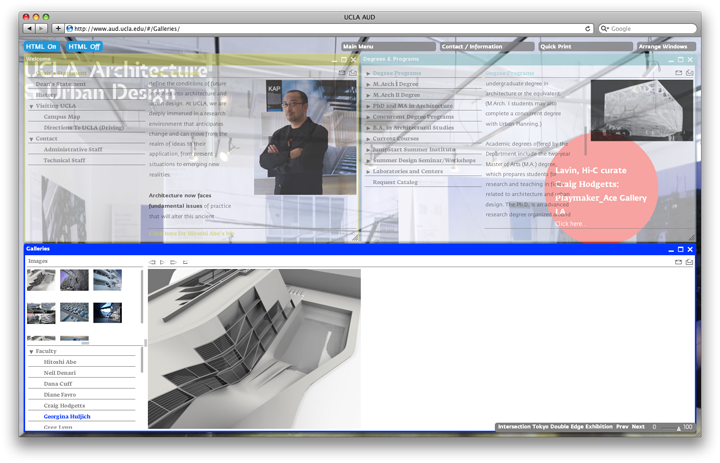 UCLA AUD
http://www.aud.ucla.edu/#/Galleries/
Google
HTML On
HTML Off
Main Menu
Contact / Information
Quick Print
Arrange Windows
Welcome
UCLA Architecture
Urban Design
Dean's Statement
History
Visiting UCLA
Campus Map
Directions To UCLA (Driving)
Contact
Administrative Staff
Technical Staff
define the conditions of future
architecture and
urban design. At UCLA, we are
deeply immersed in a research
environment that anticipates
change and can lead from the
realm of ideas to their
application, from present
situations to emerging new
realities.
Architecture now faces
fundamental issues of practice
that will alter this ancient
KAP
Degrees & Programs
Degree Programs
M.Arch I Degree
M.Arch II Degree
PhD and MA in Architecture
Concurrent Degree Programs
B.A. in Architectural Studies
Current Courses
Jumpstart Summer Institute
Summer Design Seminar/Workshops
Laboratories and Centers
Request Catalog
undergraduate degree in
architecture or the equivalent.
(M.Arch. I students may also
complete a concurrent degree
with Urban Planning.)
Academic degrees offered by the
Department include the two-year
Master of Arts (M.A.) degree,
which prepares students for
research and teaching in fields
related to architecture and urban
design. The Ph.D. is an advanced
research degree organized around
Lavin, Hi-C curate
Craig Hodgetts:
Playmaker_Ace Gallery
LA
Click here...
Galleries
Images
Faculty
Hitoshi Abe
Neil Denari
Dana Cuff
Diane Favro
Craig Hodgetts
Georgina Huljich
Greg Lynn
Intersection Tokyo Double Edge Exhibition Prev Next 0 100